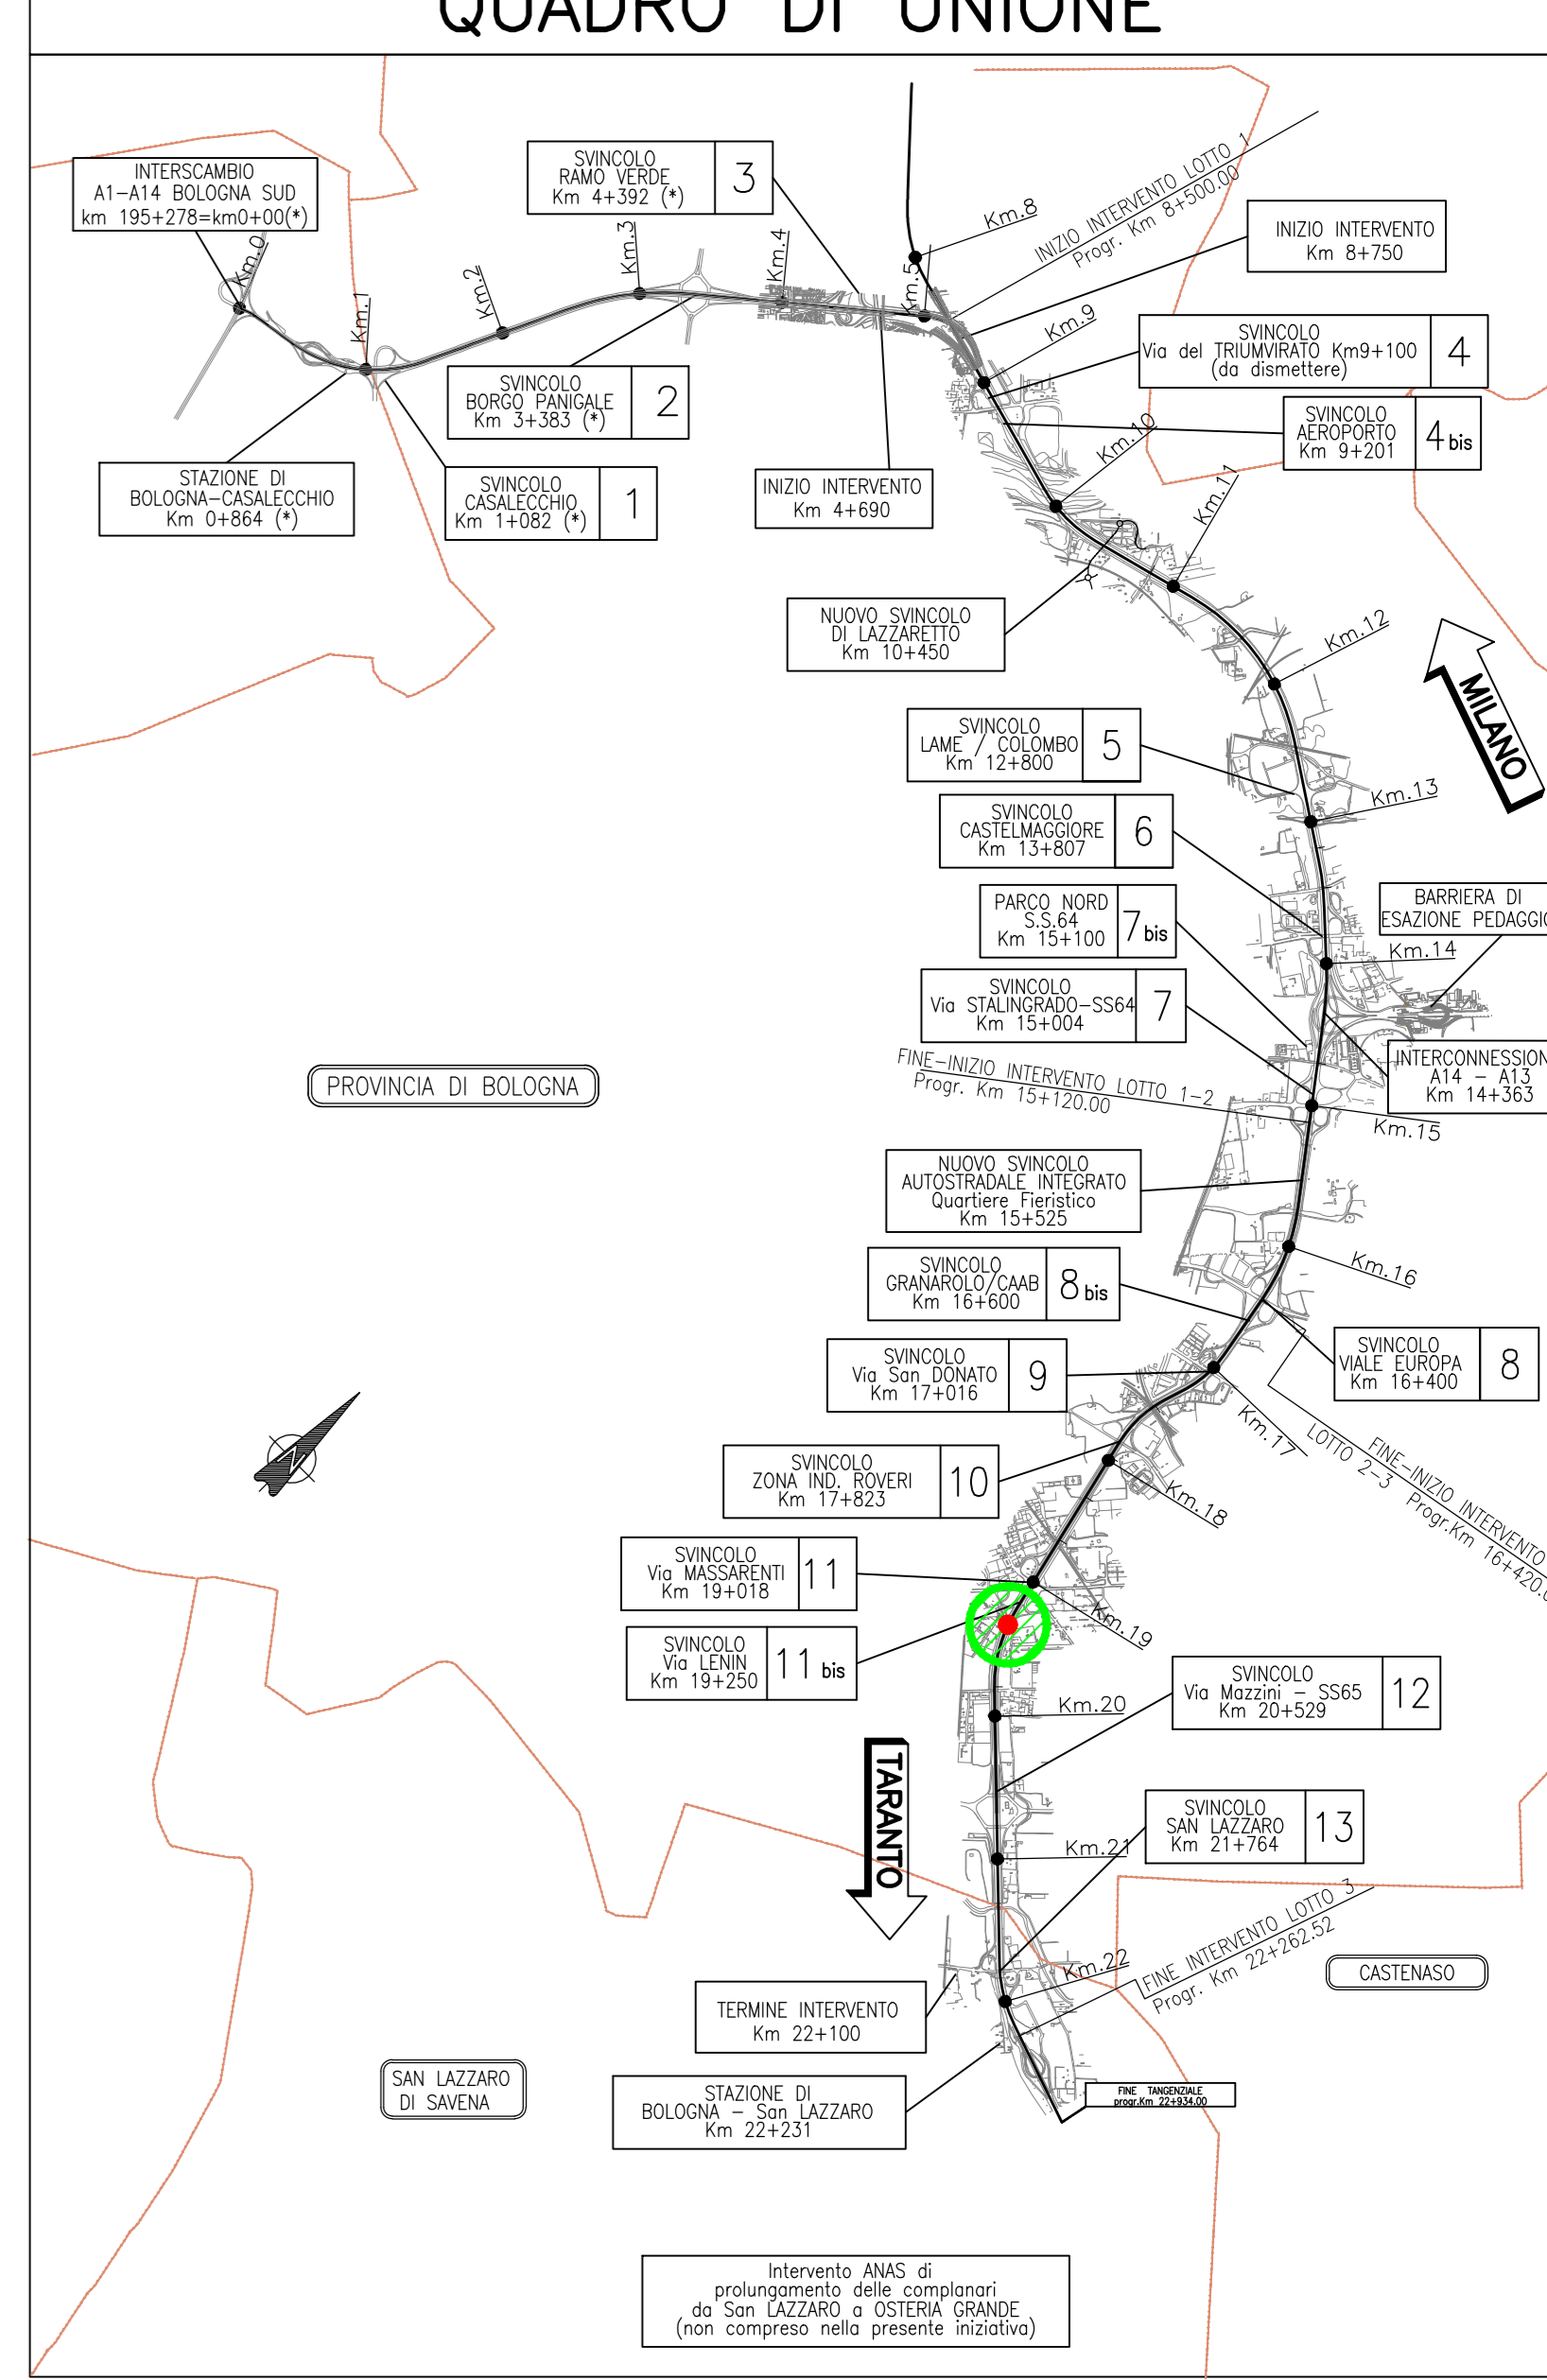 QUADRO DI UNIONE
INTERSCAMBIO
A1-A14 BOLOGNA SUD
km 195+278=km0+00(*)
SVINCOLO
RAMO VERDE
Km 4+392 (*)
3
Km.0
Km.1
Km.2
Km.3
Km.4
Km.5
Km.8
INIZIO INTERVENTO LOTTO 1
Progr. Km 8+500.00
INIZIO INTERVENTO
Km 8+750
Km.9
SVINCOLO
Via del TRIUMVIRATO Km9+100
(da dismettere)
4
SVINCOLO
BORGO PANIGALE
Km 3+383 (*)
2
SVINCOLO
AEROPORTO
Km 9+201
4 bis
STAZIONE DI
BOLOGNA-CASALECCHIO
Km 0+864 (*)
SVINCOLO
CASALECCHIO
Km 1+082 (*)
1
INIZIO INTERVENTO
Km 4+690
Km.10
Km.11
NUOVO SVINCOLO
DI LAZZARETTO
Km 10+450
Km.12
MILANO
SVINCOLO
LAME / COLOMBO
Km 12+800
5
Km.13
SVINCOLO
CASTELMAGGIORE
Km 13+807
6
PARCO NORD
S.S.64
Km 15+100
7 bis
BARRIERA DI
ESAZIONE PEDAGGIO
Km.14
SVINCOLO
Via STALINGRADO-SS64
Km 15+004
7
INTERCONNESSION
A14 - A13
Km 14+363
FINE-INIZIO INTERVENTO LOTTO 1-2
Progr. Km 15+120.00
Km.15
PROVINCIA DI BOLOGNA
NUOVO SVINCOLO
AUTOSTRADALE INTEGRATO
Quartiere Fieristico
Km 15+525
Km.16
SVINCOLO
GRANAROLO/CAAB
Km 16+600
8 bis
SVINCOLO
VIALE EUROPA
Km 16+400
8
SVINCOLO
Via San DONATO
Km 17+016
9
Km.17
FINE-INIZIO INTERVENTO
LOTTO 2-3 Progr.Km 16+420.0
N
SVINCOLO
ZONA IND. ROVERI
Km 17+823
10
Km.18
SVINCOLO
Via MASSARENTI
Km 19+018
11
Km.19
SVINCOLO
Via LENIN
Km 19+250
11 bis
SVINCOLO
Via Mazzini - SS65
Km 20+529
12
Km.20
TARANTO
SVINCOLO
SAN LAZZARO
Km 21+764
13
Km.21
FINE INTERVENTO LOTTO 3
Progr. Km 22+262.52
Km.22
CASTENASO
TERMINE INTERVENTO
Km 22+100
SAN LAZZARO
DI SAVENA
STAZIONE DI
BOLOGNA - San LAZZARO
Km 22+231
FINE TANGENZIALE
progr.Km 22+934.00
Intervento ANAS di
prolungamento delle complanari
da San LAZZARO a OSTERIA GRANDE
(non compreso nella presente iniziativa)